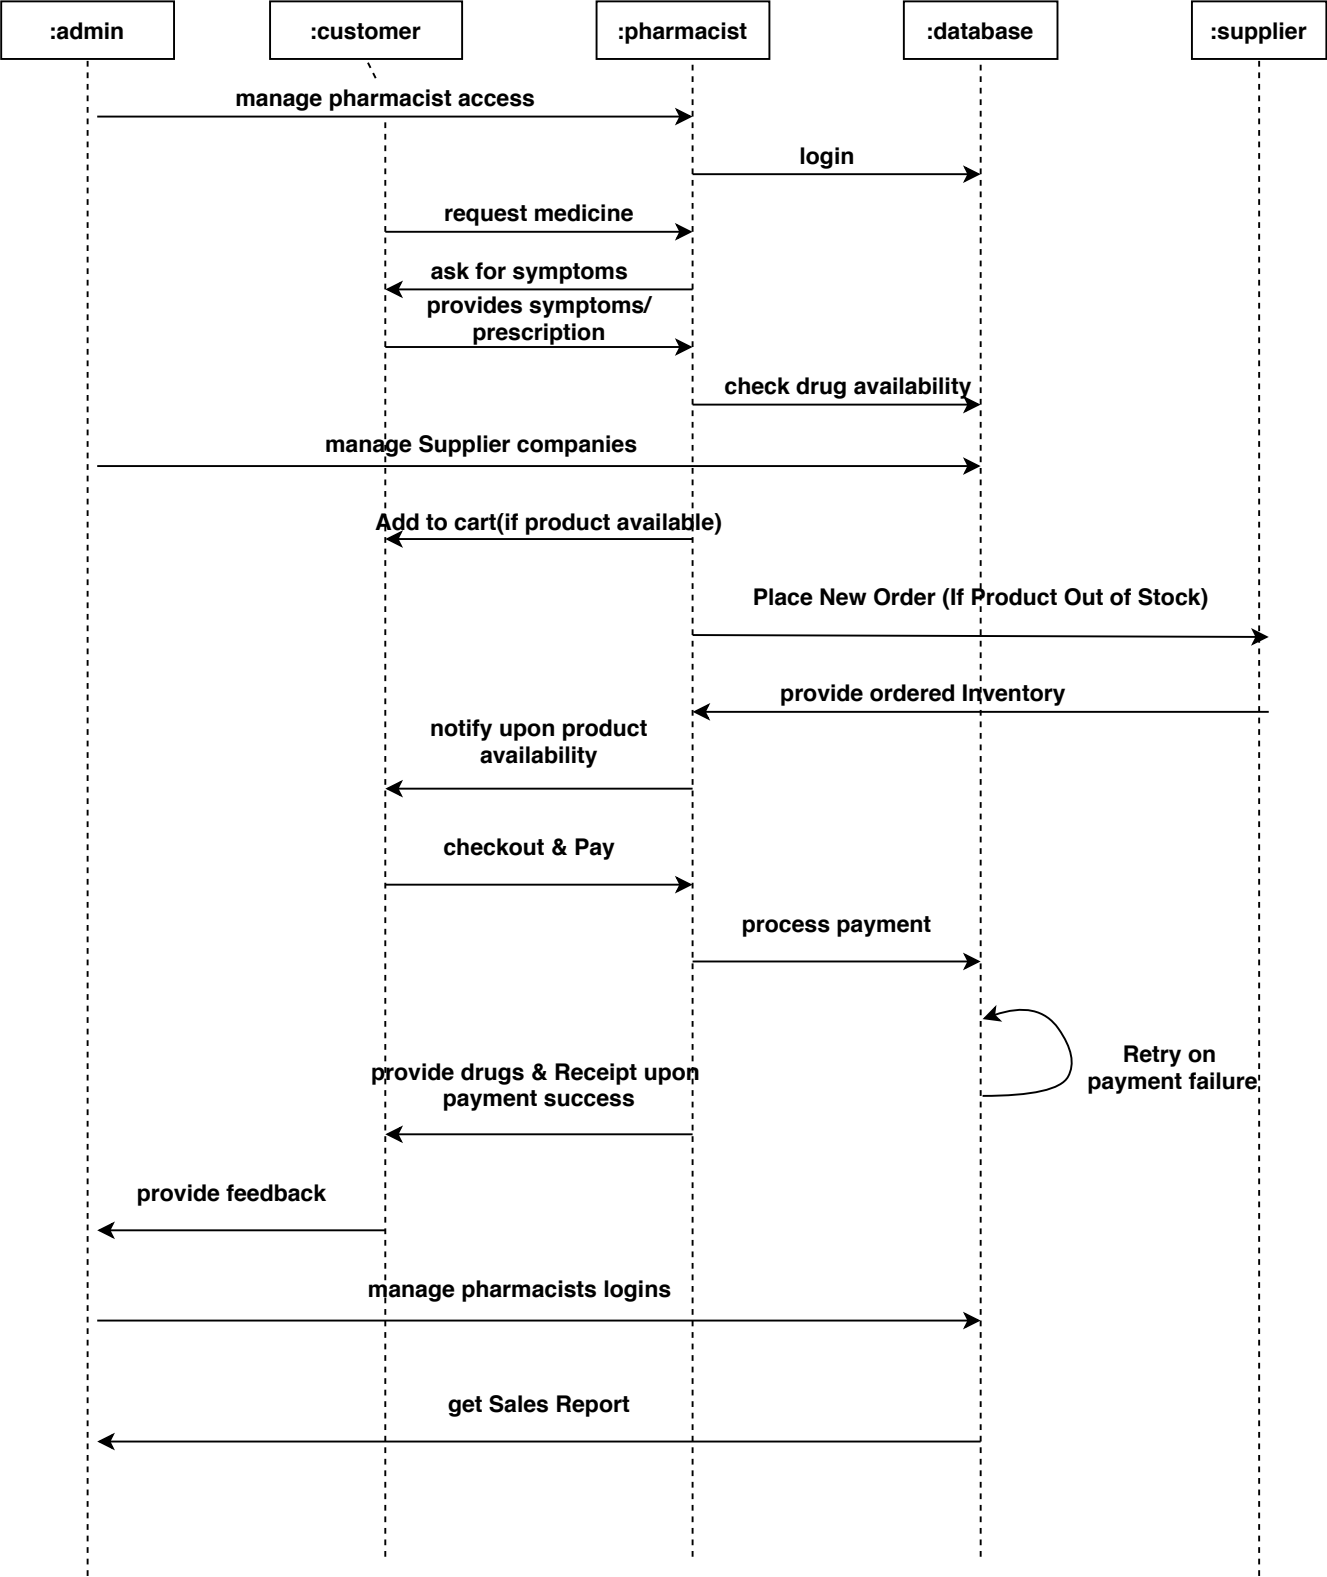 :admin
:customer
:pharmacist
:database
:supplier
manage pharmacist access
login
request medicine
ask for symptoms
provides symptoms/
prescription
check drug availability
manage Supplier companies
Add to cart(if product available)
Place New Order (If Product Out of Stock)
provide ordered Inventory
notify upon product
availability
checkout & Pay
process payment
Retry on
payment failure
provide drugs & Receipt upon
payment success
provide feedback
manage pharmacists logins
get Sales Report